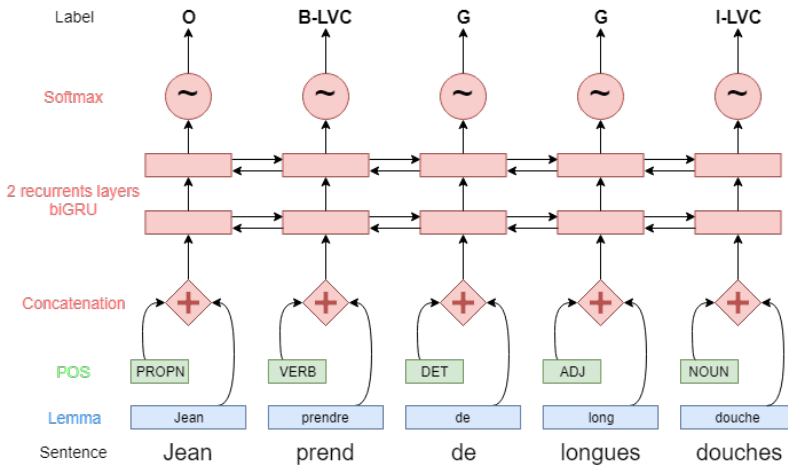 Label O B-LVC G G I-LVC
Softmax ~ ~ ~ ~ ~
2 recurrents layers
biGRU
Concatenation + + + + +
POS PROPN VERB DET ADJ NOUN
Lemma Jean prendre de long douche
Sentence Jean prend de longues douches